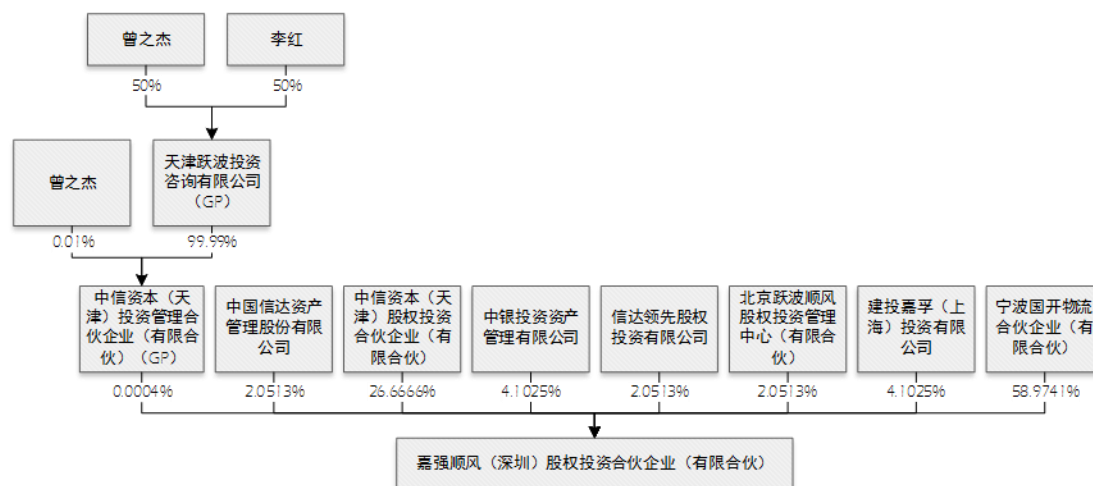 曾之杰
李红
50%
50%
曾之杰
天津跃波投资
咨询有限公司
（GP）
0.01%
99.99%
中信资本（天
津）投资管理合
伙企业（有限合
伙）（GP）
中国信达资产
管理股份有限
公司
中信资本（天
津）股权投资
合伙企业（有
限合伙）
中银投资资产
管理有限公司
信达领先股权
投资有限公司
北京跃波顺风
股权投资管理
中心（有限合
伙）
建投嘉孚（上
海）投资有限
公司
宁波国开物流
合伙企业（有
限合伙）
0.0004%
2.0513%
26.6666%
4.1025%
2.0513%
2.0513%
4.1025%
58.9741%
嘉强顺风（深圳）股权投资合伙企业（有限合伙）